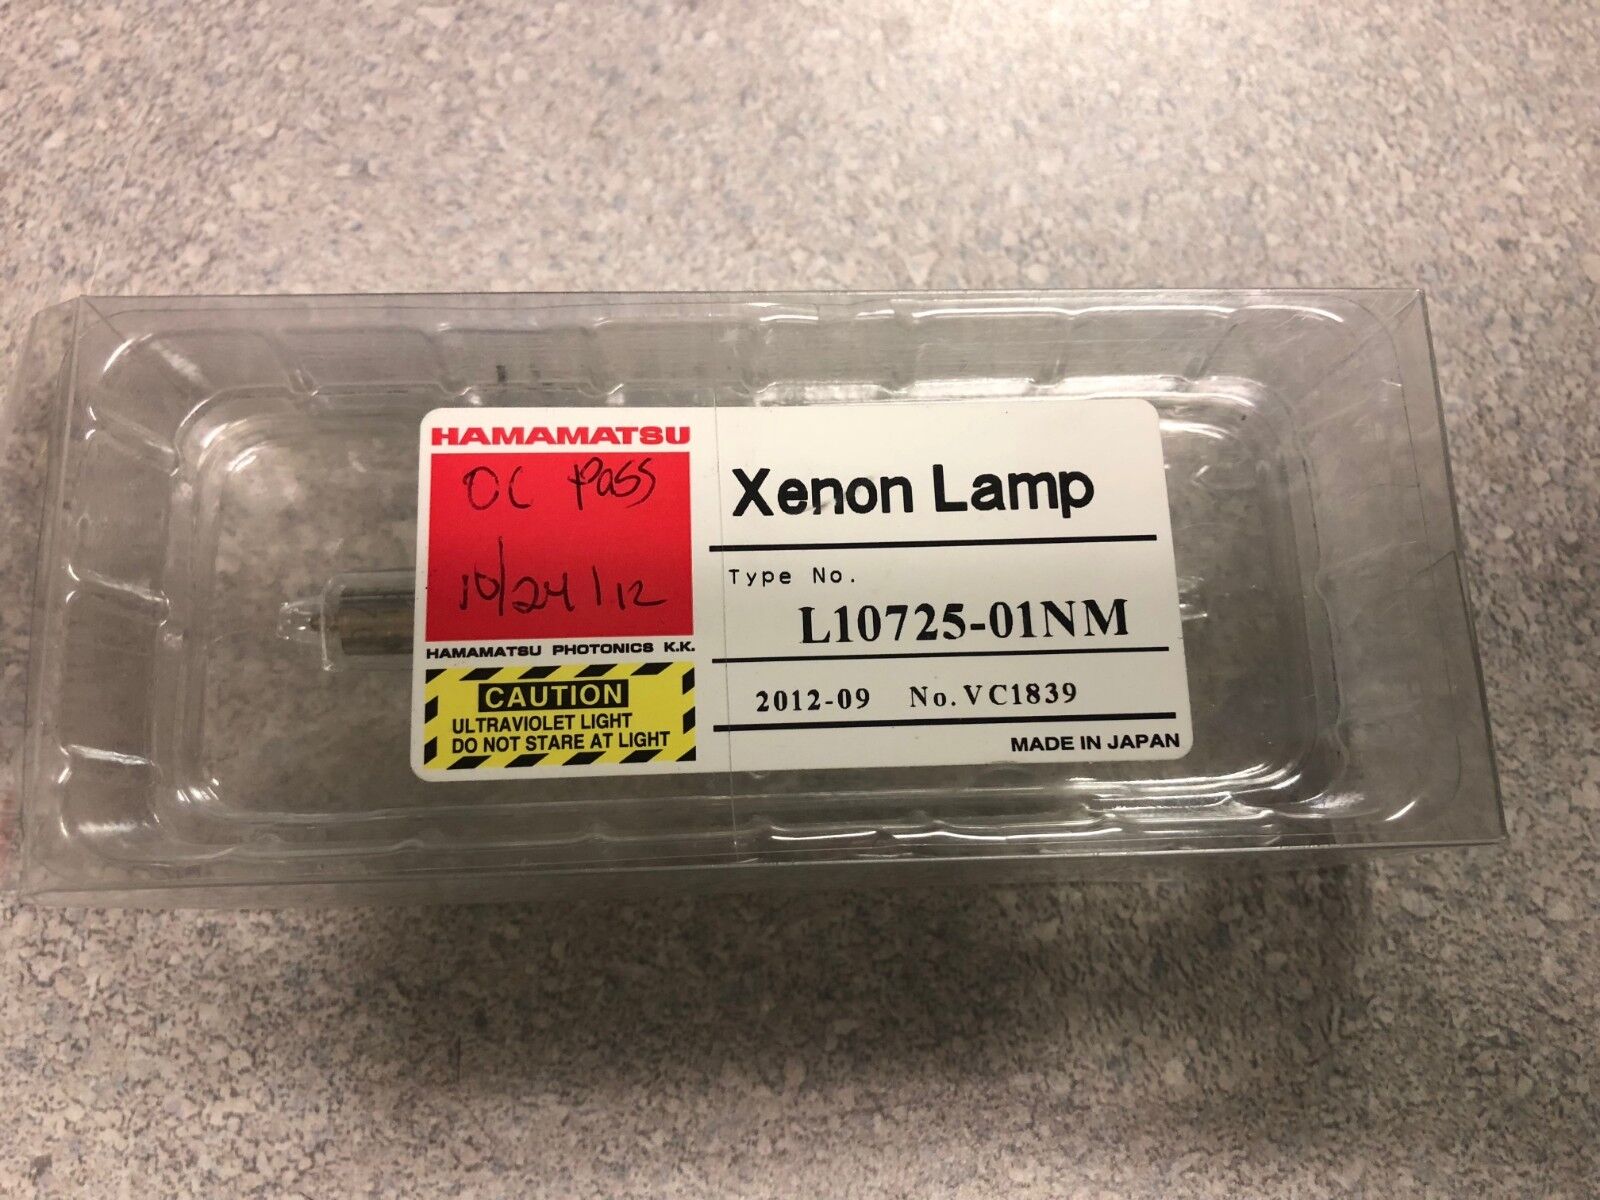 HAMAMATSU
OC Pass
10/24/12
HAMAMATSU PHOTONICS K.K.
CAUTION
ULTRAVIOLET LIGHT
DO NOT STARE AT LIGHT
Xenon Lamp
Type No.
L10725-01NM
2012-09 No. VC1839
MADE IN JAPAN